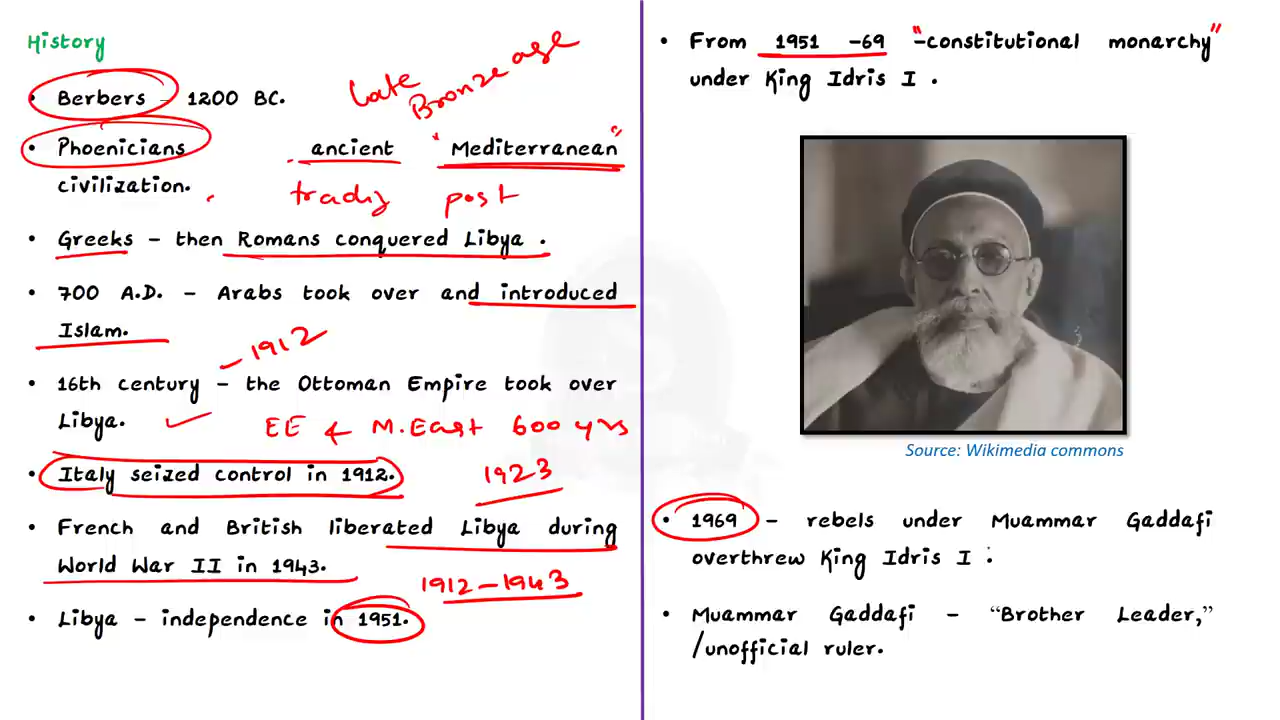 History
Late Bronze age
• Berbers – 1200 BC.
• Phoenicians ancient "Mediterranean"
civilization.
trading post
• Greeks – then Romans conquered Libya .
• 700 A.D. – Arabs took over and introduced
Islam.
– 1912
• 16th century – the Ottoman Empire took over
Libya.
EE & M.East 600 yrs
• Italy seized control in 1912.
1923
• French and British liberated Libya during
World War II in 1943.
1912 – 1943
• Libya – independence in 1951.
• From 1951 -69 "-constitutional monarchy"
under King Idris I .
Source: Wikimedia commons
• 1969 – rebels under Muammar Gaddafi
overthrew King Idris I .
• Muammar Gaddafi – “Brother Leader,”
/unofficial ruler.